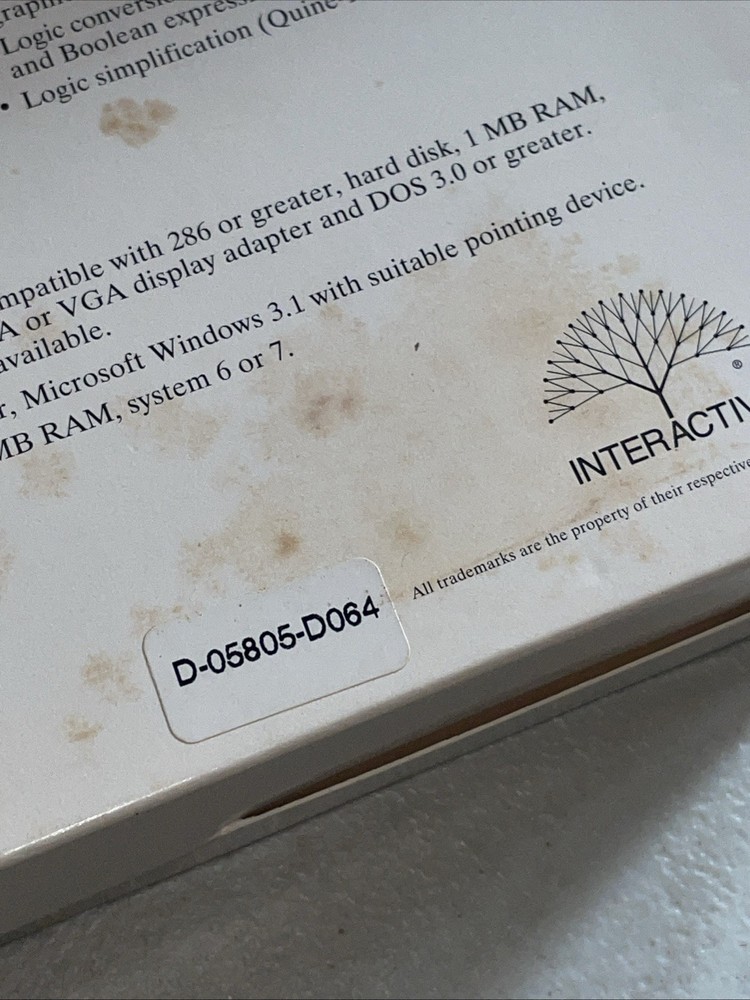 Logic conversi
and Boolean express
• Logic simplification (Quine-
mpatible with 286 or greater, hard disk, 1 MB RAM,
A or VGA display adapter and DOS 3.0 or greater.
available.
r, Microsoft Windows 3.1 with suitable pointing device.
MB RAM, system 6 or 7.
®
INTERACTIV
All trademarks are the property of their respective
D-05805-D064